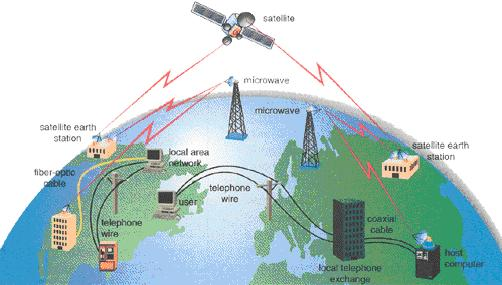 satellite
microwave
microwave
satellite earth
station
local area
network
satellite earth
station
fiber-optic
cable
user
telephone
wire
telephone
wire
coaxial
cable
host
computer
local telephone
exchange